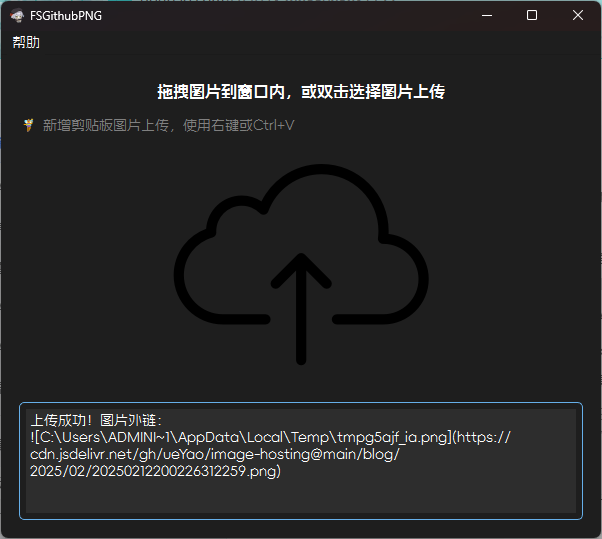 FSGithubPNG
帮助
拖拽图片到窗口内，或双击选择图片上传
新增剪贴板图片上传，使用右键或Ctrl+V
上传成功！图片外链：
![C:\Users\ADMINI~1\AppData\Local\Temp\tmpg5ajf_ia.png](https://
cdn.jsdelivr.net/gh/ueYao/image-hosting@main/blog/
2025/02/20250212200226312259.png)